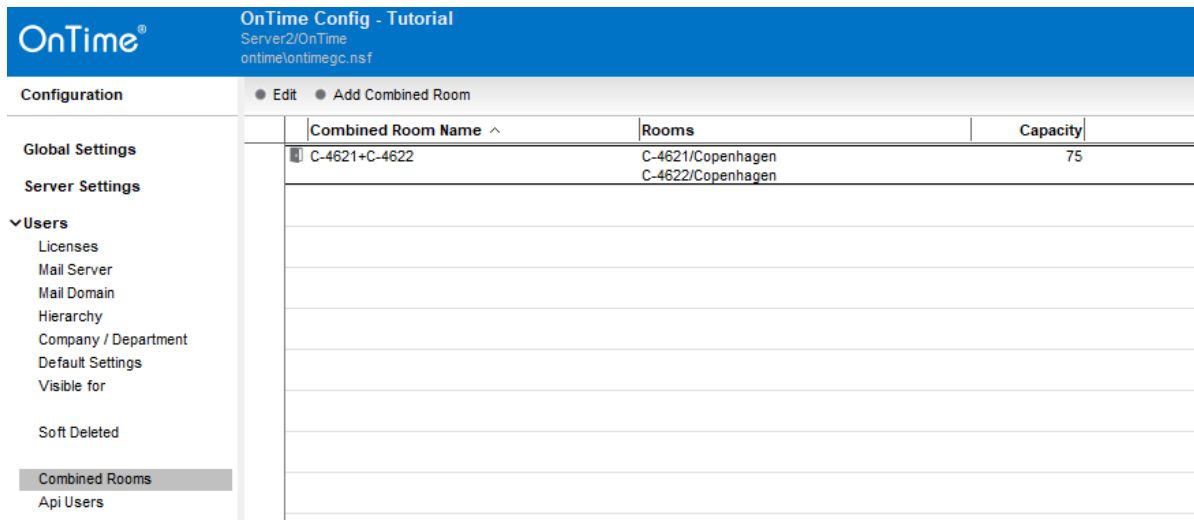 OnTime®
OnTime Config - Tutorial
Server2/OnTime
ontime\ontimegc.nsf
Configuration
Edit Add Combined Room
Global Settings
Server Settings
Users
Licenses
Mail Server
Mail Domain
Hierarchy
Company / Department
Default Settings
Visible for
Soft Deleted
Combined Rooms
Api Users
Combined Room Name Rooms Capacity
C-4621+C-4622 C-4621/Copenhagen 75
C-4622/Copenhagen